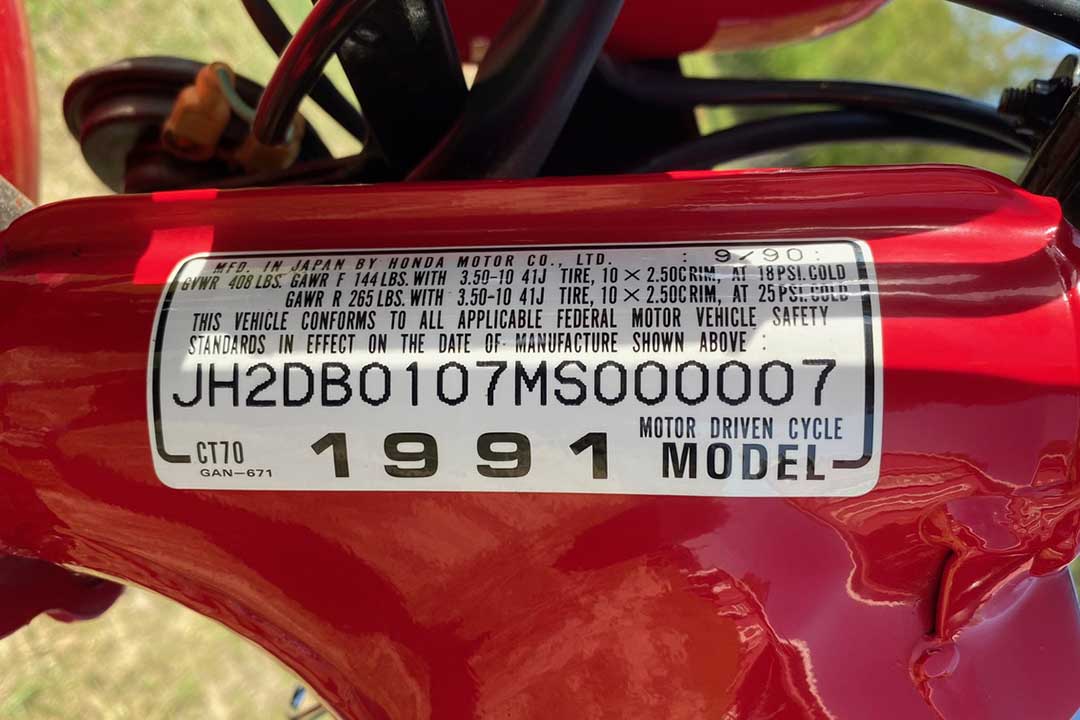 MFD. IN JAPAN BY HONDA MOTOR CO., LTD. : 9/90 :
GVWR 408 LBS. GAWR F 144 LBS. WITH 3.50-10 41J TIRE, 10 × 2.50C RIM, AT 18 PSI. COLD
GAWR R 265 LBS. WITH 3.50-10 41J TIRE, 10 × 2.50C RIM, AT 25 PSI. COLD
THIS VEHICLE CONFORMS TO ALL APPLICABLE FEDERAL MOTOR VEHICLE SAFETY
STANDARDS IN EFFECT ON THE DATE OF MANUFACTURE SHOWN ABOVE :
JH2DB0107MS000007
CT70
GAN-671
1991
MOTOR DRIVEN CYCLE
MODEL